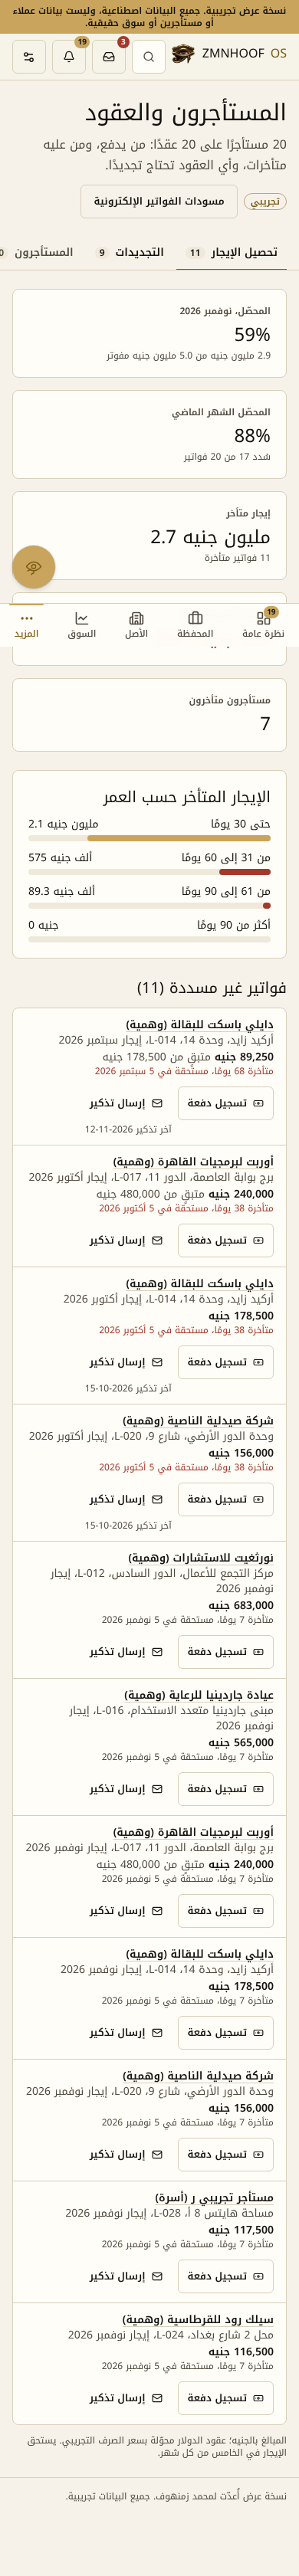 نسخة عرض تجريبية. جميع البيانات اصطناعية، وليست بيانات عملاء
أو مستأجرين أو سوق حقيقية.
ZMNHOOF OS
3
19
المستأجرون والعقود
20 مستأجرًا على 20 عقدًا: من يدفع، ومن عليه
متأخرات، وأي العقود تحتاج تجديدًا.
تجريبي
مسودات الفواتير الإلكترونية
تحصيل الإيجار 11
التجديدات 9
المستأجرون
المحصّل، نوفمبر 2026
59%
2.9 مليون جنيه من 5.0 مليون جنيه مفوتر
المحصّل الشهر الماضي
88%
سُدد 17 من 20 فواتير
إيجار متأخر
2.7 مليون جنيه
11 فواتير متأخرة
19
نظرة عامة
المحفظة
الأصل
السوق
المزيد
مستأجرون متأخرون
7
الإيجار المتأخر حسب العمر
حتى 30 يومًا
2.1 مليون جنيه
من 31 إلى 60 يومًا
575 ألف جنيه
من 61 إلى 90 يومًا
89.3 ألف جنيه
أكثر من 90 يومًا
0 جنيه
فواتير غير مسددة (11)
دايلي باسكت للبقالة (وهمية)
أركيد زايد، وحدة 14، L-014، إيجار سبتمبر 2026
89,250 جنيه متبقٍ من 178,500 جنيه
متأخرة 68 يومًا، مستحقة في 5 سبتمبر 2026
تسجيل دفعة
إرسال تذكير
آخر تذكير 2026-11-12
أوربت لبرمجيات القاهرة (وهمية)
برج بوابة العاصمة، الدور 11، L-017، إيجار أكتوبر 2026
240,000 جنيه متبقٍ من 480,000 جنيه
متأخرة 38 يومًا، مستحقة في 5 أكتوبر 2026
تسجيل دفعة
إرسال تذكير
دايلي باسكت للبقالة (وهمية)
أركيد زايد، وحدة 14، L-014، إيجار أكتوبر 2026
178,500 جنيه
متأخرة 38 يومًا، مستحقة في 5 أكتوبر 2026
تسجيل دفعة
إرسال تذكير
آخر تذكير 2026-10-15
شركة صيدلية الناصية (وهمية)
وحدة الدور الأرضي، شارع 9، L-020، إيجار أكتوبر 2026
156,000 جنيه
متأخرة 38 يومًا، مستحقة في 5 أكتوبر 2026
تسجيل دفعة
إرسال تذكير
آخر تذكير 2026-10-15
نورثغيت للاستشارات (وهمية)
مركز التجمع للأعمال، الدور السادس، L-012، إيجار
نوفمبر 2026
683,000 جنيه
متأخرة 7 يومًا، مستحقة في 5 نوفمبر 2026
تسجيل دفعة
إرسال تذكير
عيادة جاردينيا للرعاية (وهمية)
مبنى جاردينيا متعدد الاستخدام، L-016، إيجار
نوفمبر 2026
565,000 جنيه
متأخرة 7 يومًا، مستحقة في 5 نوفمبر 2026
تسجيل دفعة
إرسال تذكير
أوربت لبرمجيات القاهرة (وهمية)
برج بوابة العاصمة، الدور 11، L-017، إيجار نوفمبر 2026
240,000 جنيه متبقٍ من 480,000 جنيه
متأخرة 7 يومًا، مستحقة في 5 نوفمبر 2026
تسجيل دفعة
إرسال تذكير
دايلي باسكت للبقالة (وهمية)
أركيد زايد، وحدة 14، L-014، إيجار نوفمبر 2026
178,500 جنيه
متأخرة 7 يومًا، مستحقة في 5 نوفمبر 2026
تسجيل دفعة
إرسال تذكير
شركة صيدلية الناصية (وهمية)
وحدة الدور الأرضي، شارع 9، L-020، إيجار نوفمبر 2026
156,000 جنيه
متأخرة 7 يومًا، مستحقة في 5 نوفمبر 2026
تسجيل دفعة
إرسال تذكير
مستأجر تجريبي ر (أسرة)
مساحة هايتس 8 أ، L-028، إيجار نوفمبر 2026
117,500 جنيه
متأخرة 7 يومًا، مستحقة في 5 نوفمبر 2026
تسجيل دفعة
إرسال تذكير
سيلك رود للقرطاسية (وهمية)
محل 2 شارع بغداد، L-024، إيجار نوفمبر 2026
116,500 جنيه
متأخرة 7 يومًا، مستحقة في 5 نوفمبر 2026
تسجيل دفعة
إرسال تذكير
المبالغ بالجنيه؛ عقود الدولار محوّلة بسعر الصرف التجريبي. يستحق
الإيجار في الخامس من كل شهر.
نسخة عرض أُعدّت لمحمد زمنهوف. جميع البيانات تجريبية.